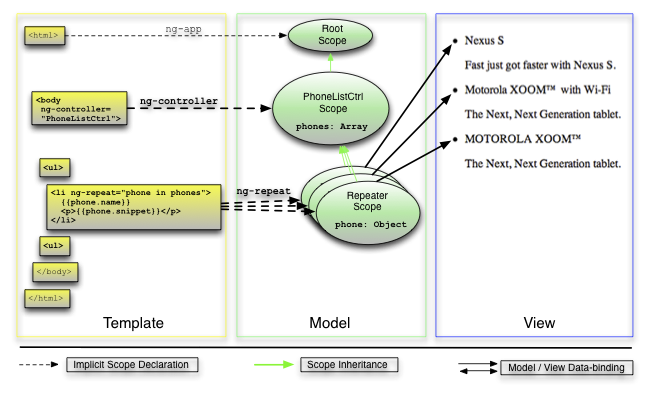 <html>
ng-app
Root
Scope
<body
ng-controller=
"PhoneListCtrl">
ng-controller
PhoneListCtrl
Scope
phones: Array
<ul>
<li ng-repeat="phone in phones">
{{phone.name}}
<p>{{phone.snippet}}</p>
</li>
ng-repeat
Repeater
Scope
phone: Object
<ul>
</body>
</html>
• Nexus S
Fast just got faster with Nexus S.
• Motorola XOOM™ with Wi-Fi
The Next, Next Generation tablet.
• MOTOROLA XOOM™
The Next, Next Generation tablet.
Template
Model
View
Implicit Scope Declaration
Scope Inheritance
Model / View Data-binding